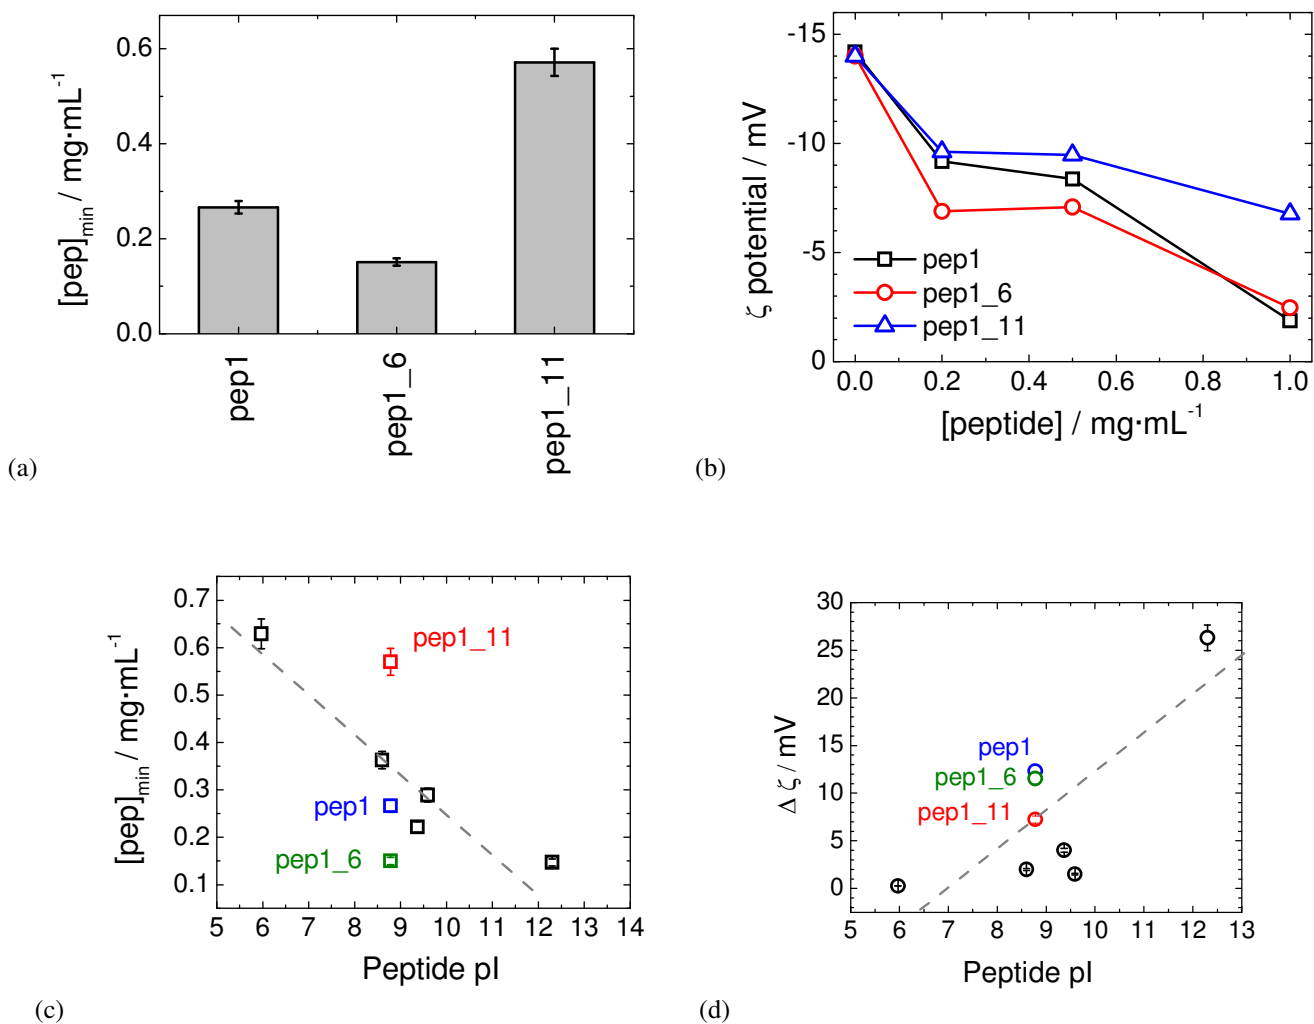 [pep]min / mg·mL-1
0.6
0.4
0.2
0.0
pep1
pep1_6
pep1_11
(a)
ζ potential / mV
-15
-10
-5
0
pep1
pep1_6
pep1_11
0.0 0.2 0.4 0.6 0.8 1.0
[peptide] / mg·mL-1
(b)
[pep]min / mg·mL-1
0.7
0.6
0.5
0.4
0.3
0.2
0.1
pep1_11
pep1
pep1_6
5 6 7 8 9 10 11 12 13 14
Peptide pI
(c)
Δ ζ / mV
30
25
20
15
10
5
0
pep1
pep1_6
pep1_11
5 6 7 8 9 10 11 12 13
Peptide pI
(d)